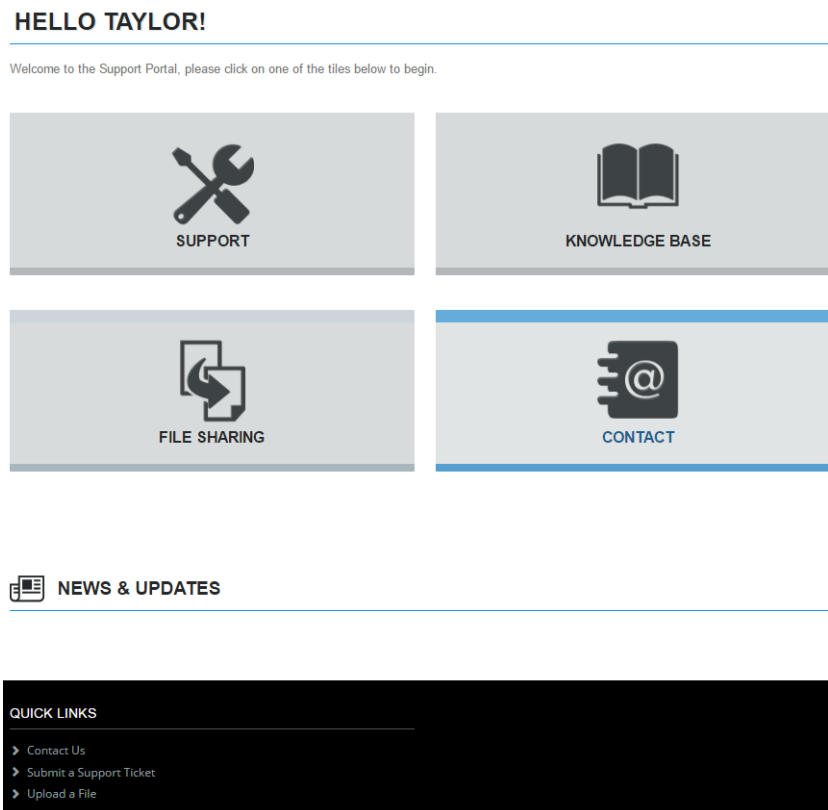 HELLO TAYLOR!
Welcome to the Support Portal, please click on one of the tiles below to begin.
SUPPORT
KNOWLEDGE BASE
FILE SHARING
@
CONTACT
NEWS & UPDATES
QUICK LINKS
Contact Us
Submit a Support Ticket
Upload a File